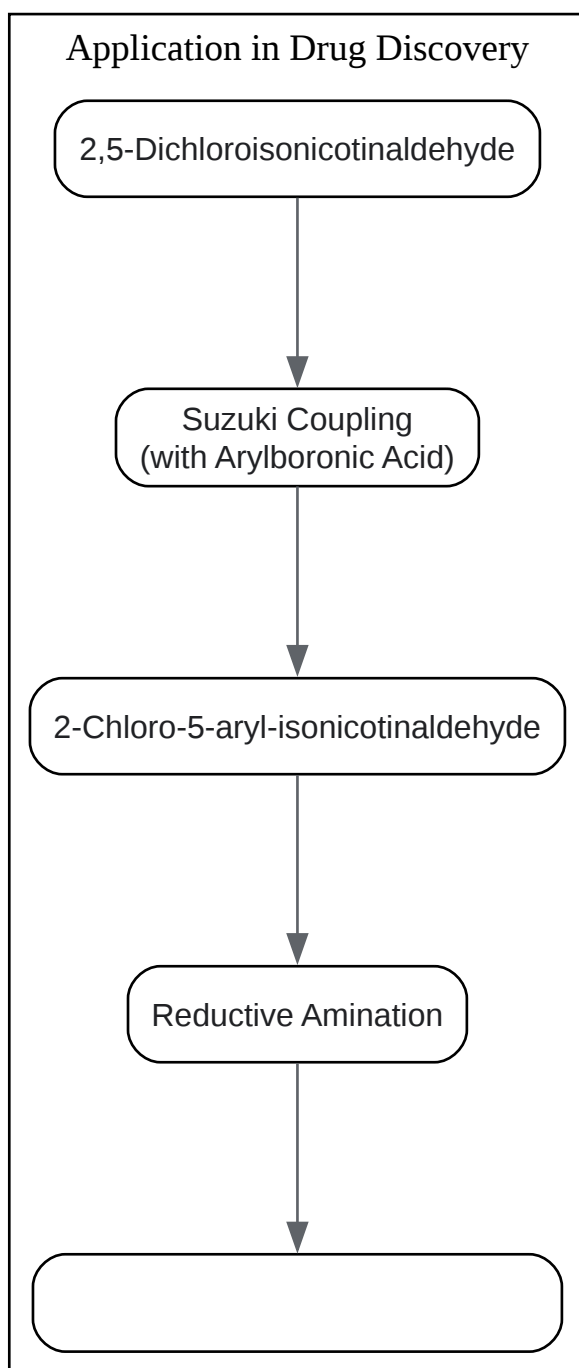 Application in Drug Discovery
2,5-Dichloroisonicotinaldehyde
Suzuki Coupling
(with Arylboronic Acid)
2-Chloro-5-aryl-isonicotinaldehyde
Reductive Amination